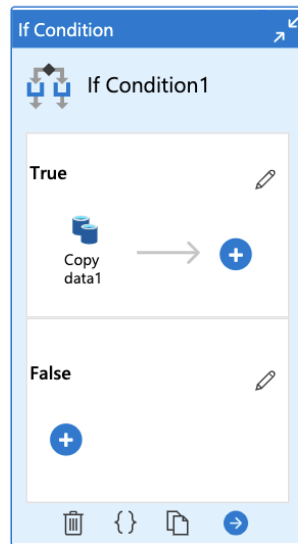 If Condition
If Condition1
True
Copy
data1
False